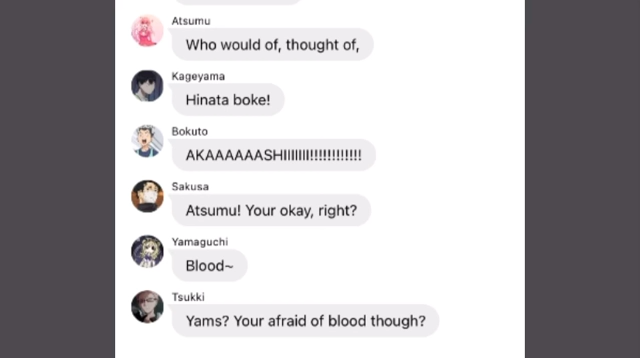 Atsumu
Who would of, thought of,
Kageyama
Hinata boke!
Bokuto
AKAAAAAASHIIIIIIII!!!!!!!!!!!!!
Sakusa
Atsumu! Your okay, right?
Yamaguchi
Blood~
Tsukki
Yams? Your afraid of blood though?